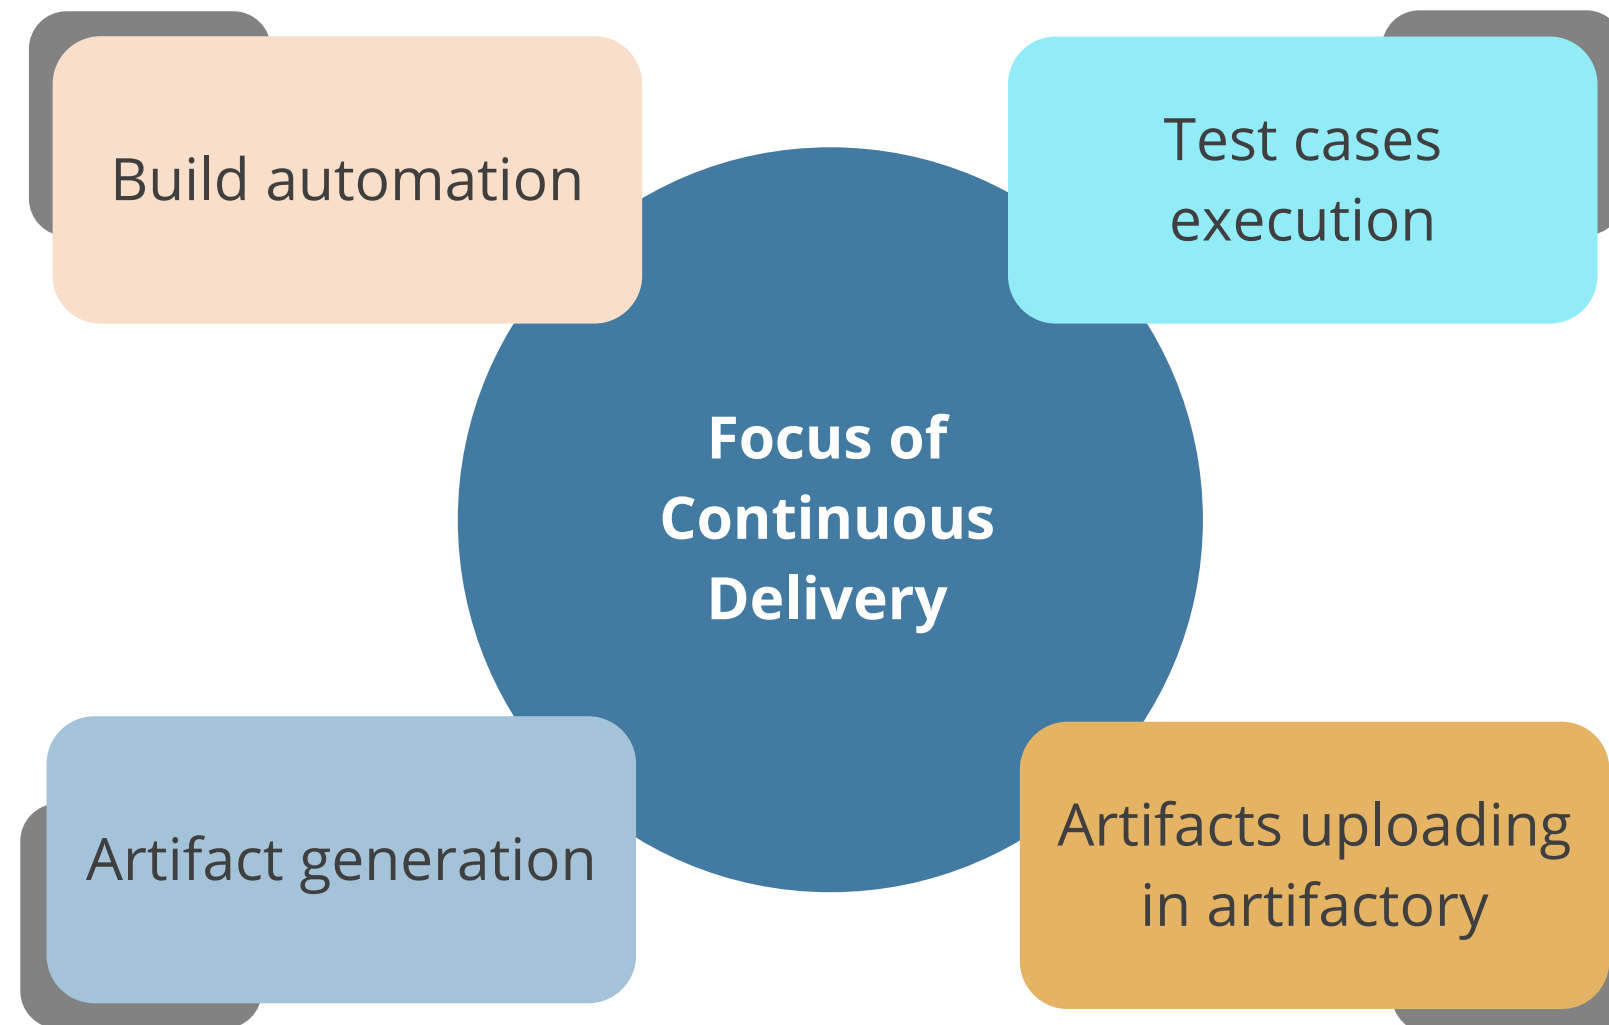 Build automation
Test cases
execution
Focus of
Continuous
Delivery
Artifact generation
Artifacts uploading
in artifactory